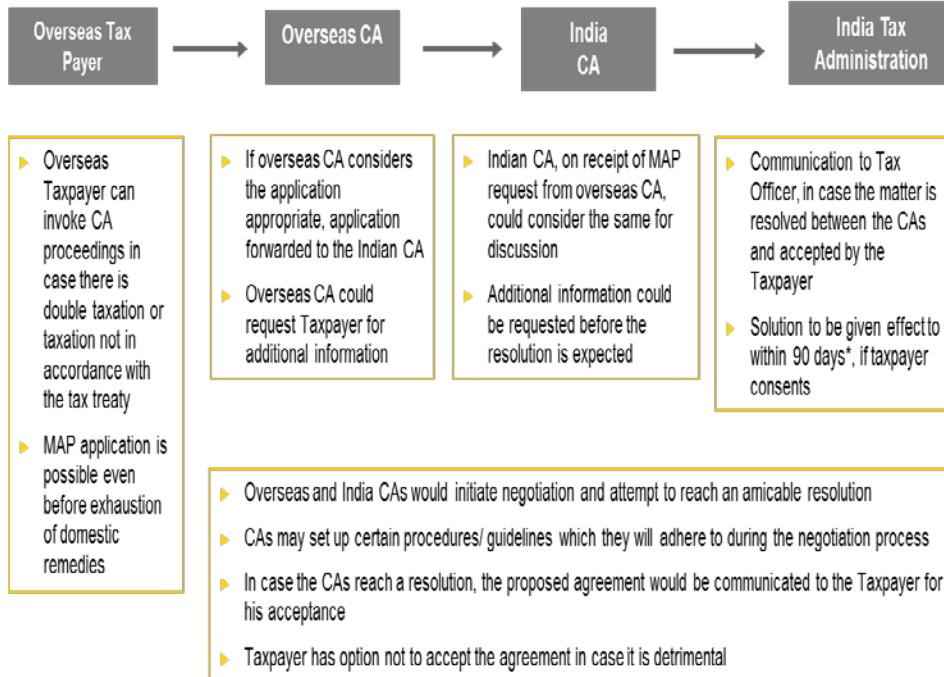 Overseas Tax
Payer
Overseas CA
India
CA
India Tax
Administration
Overseas
Taxpayer can
invoke CA
proceedings in
case there is
double taxation or
taxation not in
accordance with
the tax treaty
MAP application is
possible even
before exhaustion
of domestic
remedies
If overseas CA considers
the application
appropriate, application
forwarded to the Indian CA
Overseas CA could
request Taxpayer for
additional information
Indian CA, on receipt of MAP
request from overseas CA,
could consider the same for
discussion
Additional information could
be requested before the
resolution is expected
Communication to Tax
Officer, in case the matter is
resolved between the CAs
and accepted by the
Taxpayer
Solution to be given effect to
within 90 days*, if taxpayer
consents
Overseas and India CAs would initiate negotiation and attempt to reach an amicable resolution
CAs may set up certain procedures/ guidelines which they will adhere to during the negotiation process
In case the CAs reach a resolution, the proposed agreement would be communicated to the Taxpayer for
his acceptance
Taxpayer has option not to accept the agreement in case it is detrimental